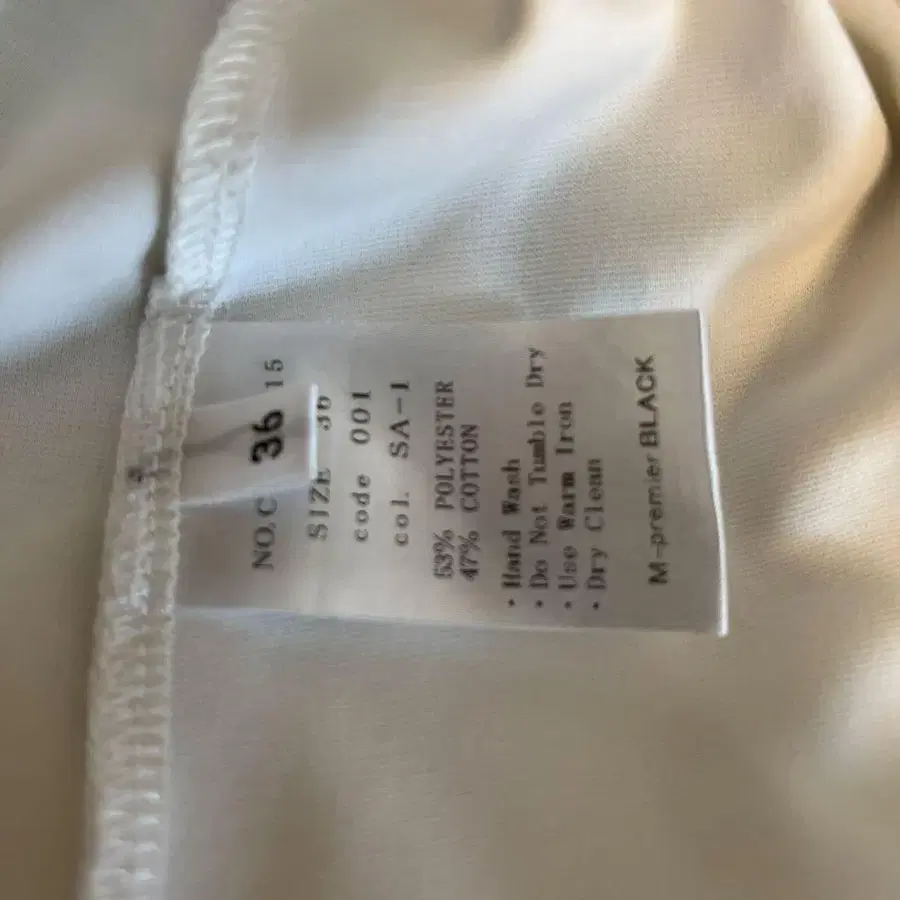 36
NO. C 15
SIZE 36
code 001
col. SA-1
53% POLYESTER
47% COTTON
・Hand Wash
・Do Not Tumble Dry
・Use Warm Iron
・Dry Clean
M-premier BLACK